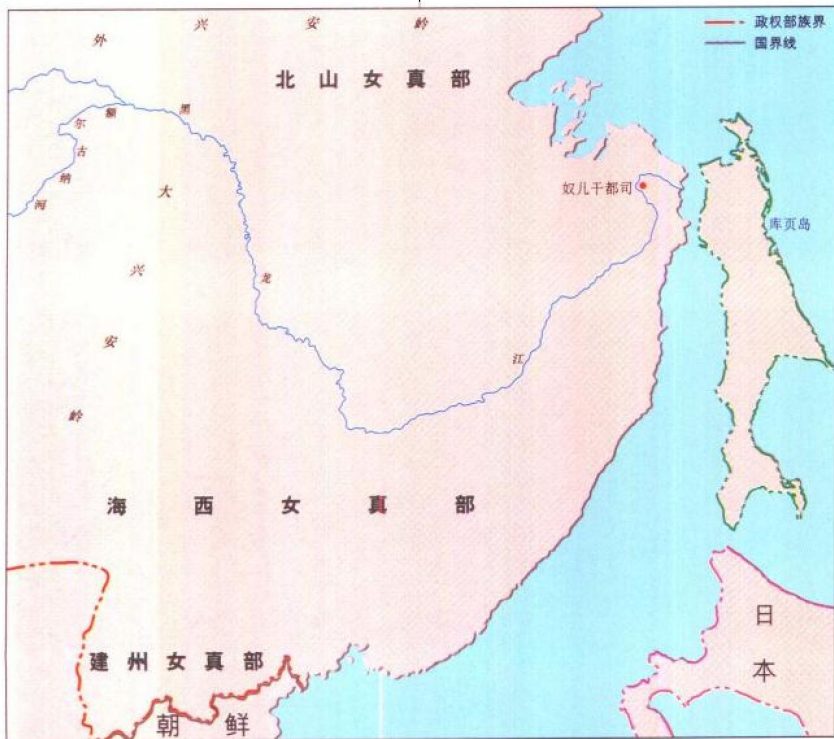 政权部族界
国界线
外兴安岭
北山女真部
黑龙江
额尔古纳河
大兴安岭
奴儿干都司
库页岛
海西女真部
建州女真部
朝鲜
日本